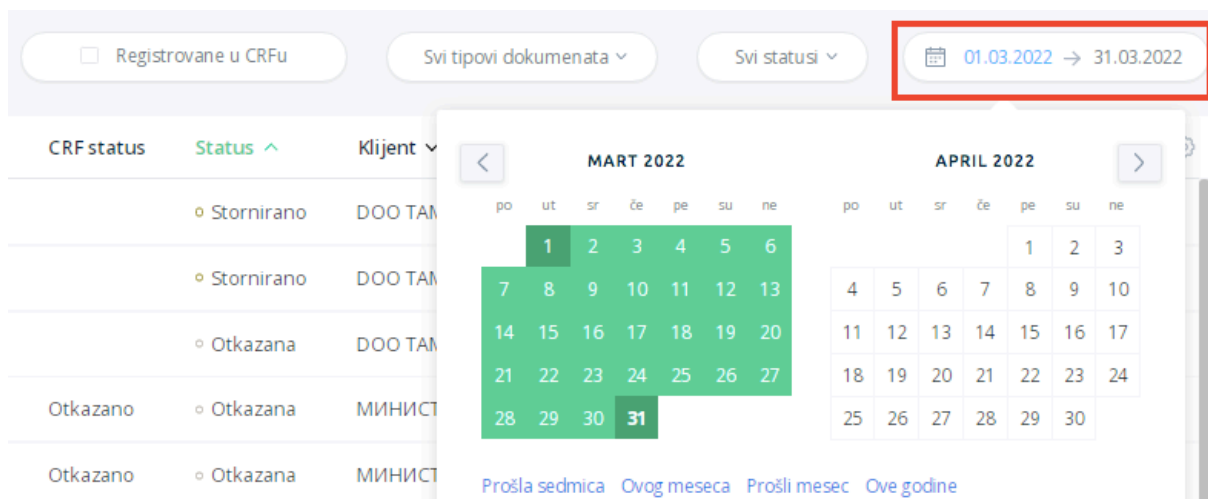 Registrovane u CRFu Svi tipovi dokumenata Svi statusi 01.03.2022 → 31.03.2022
CRF status Status Klijent
MART 2022 APRIL 2022
po ut sr če pe su ne po ut sr če pe su ne
1 2 3 4 5 6 1 2 3
7 8 9 10 11 12 13 4 5 6 7 8 9 10
14 15 16 17 18 19 20 11 12 13 14 15 16 17
21 22 23 24 25 26 27 18 19 20 21 22 23 24
28 29 30 31 25 26 27 28 29 30
Stornirano DOO
Stornirano DOO
Otkazana DOO
Otkazano Otkazana
Otkazano Otkazana
Prošla sedmica Ovog meseca Prošli mesec Ove godine